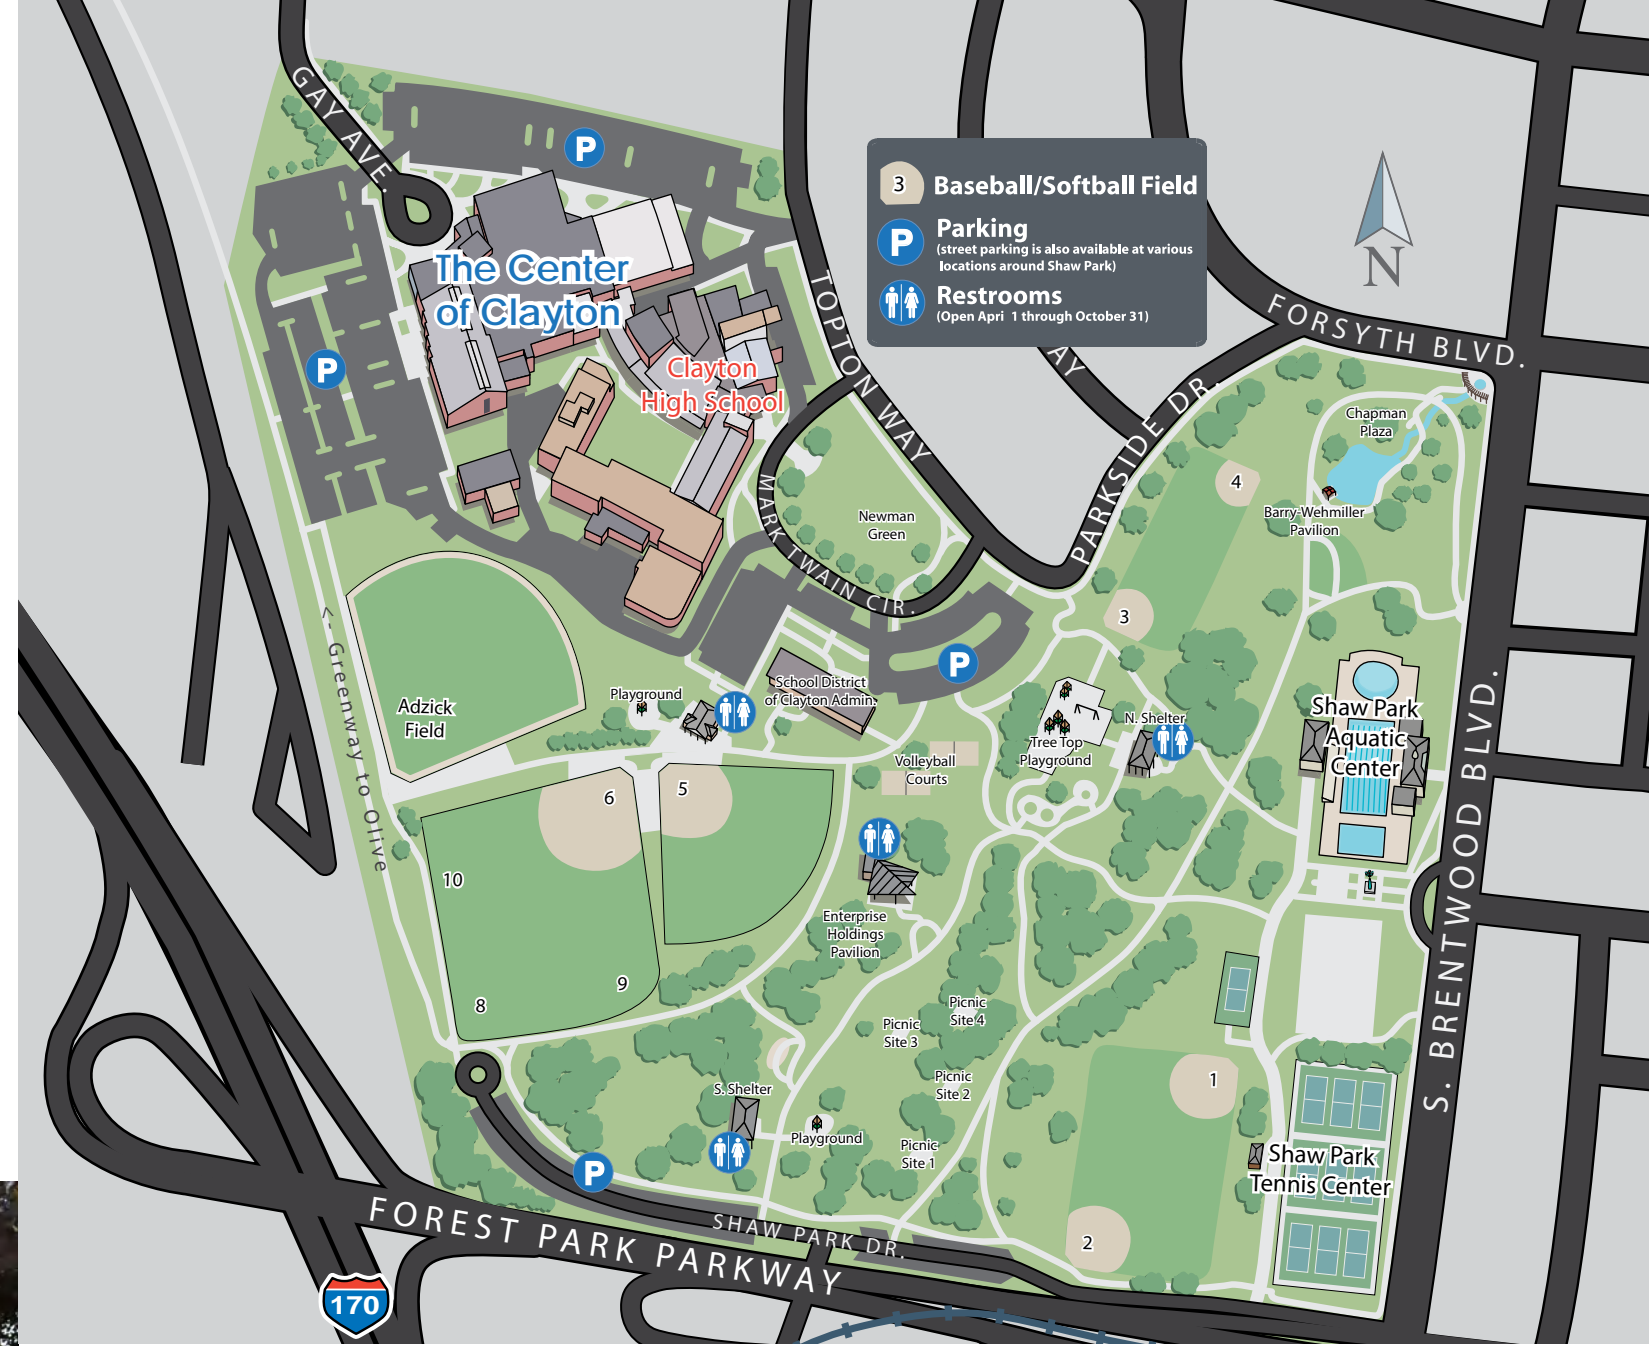 GAY AVE.
P
The Center
of Clayton
Clayton
High School
P
3 Baseball/Softball Field
P Parking
(street parking is also available at various
locations around Shaw Park)
Restrooms
(Open Apri 1 through October 31)
N
TOPTON WAY
AY
FORSYTH BLVD.
PARKSIDE DR.
Chapman
Plaza
Barry-Wehmiller
Pavilion
4
3
Newman
Green
MARK TWAIN CIR.
P
<- Greenway to Olive
Adzick
Field
Playground
School District
of Clayton Admin.
Volleyball
Courts
Tree Top
Playground
N. Shelter
Shaw Park
Aquatic
Center
S. BRENTWOOD BLVD.
6
5
10
9
8
Enterprise
Holdings
Pavilion
Picnic
Site 4
Picnic
Site 3
Picnic
Site 2
Picnic
Site 1
S. Shelter
Playground
P
1
2
Shaw Park
Tennis Center
SHAW PARK DR.
FOREST PARK PARKWAY
170